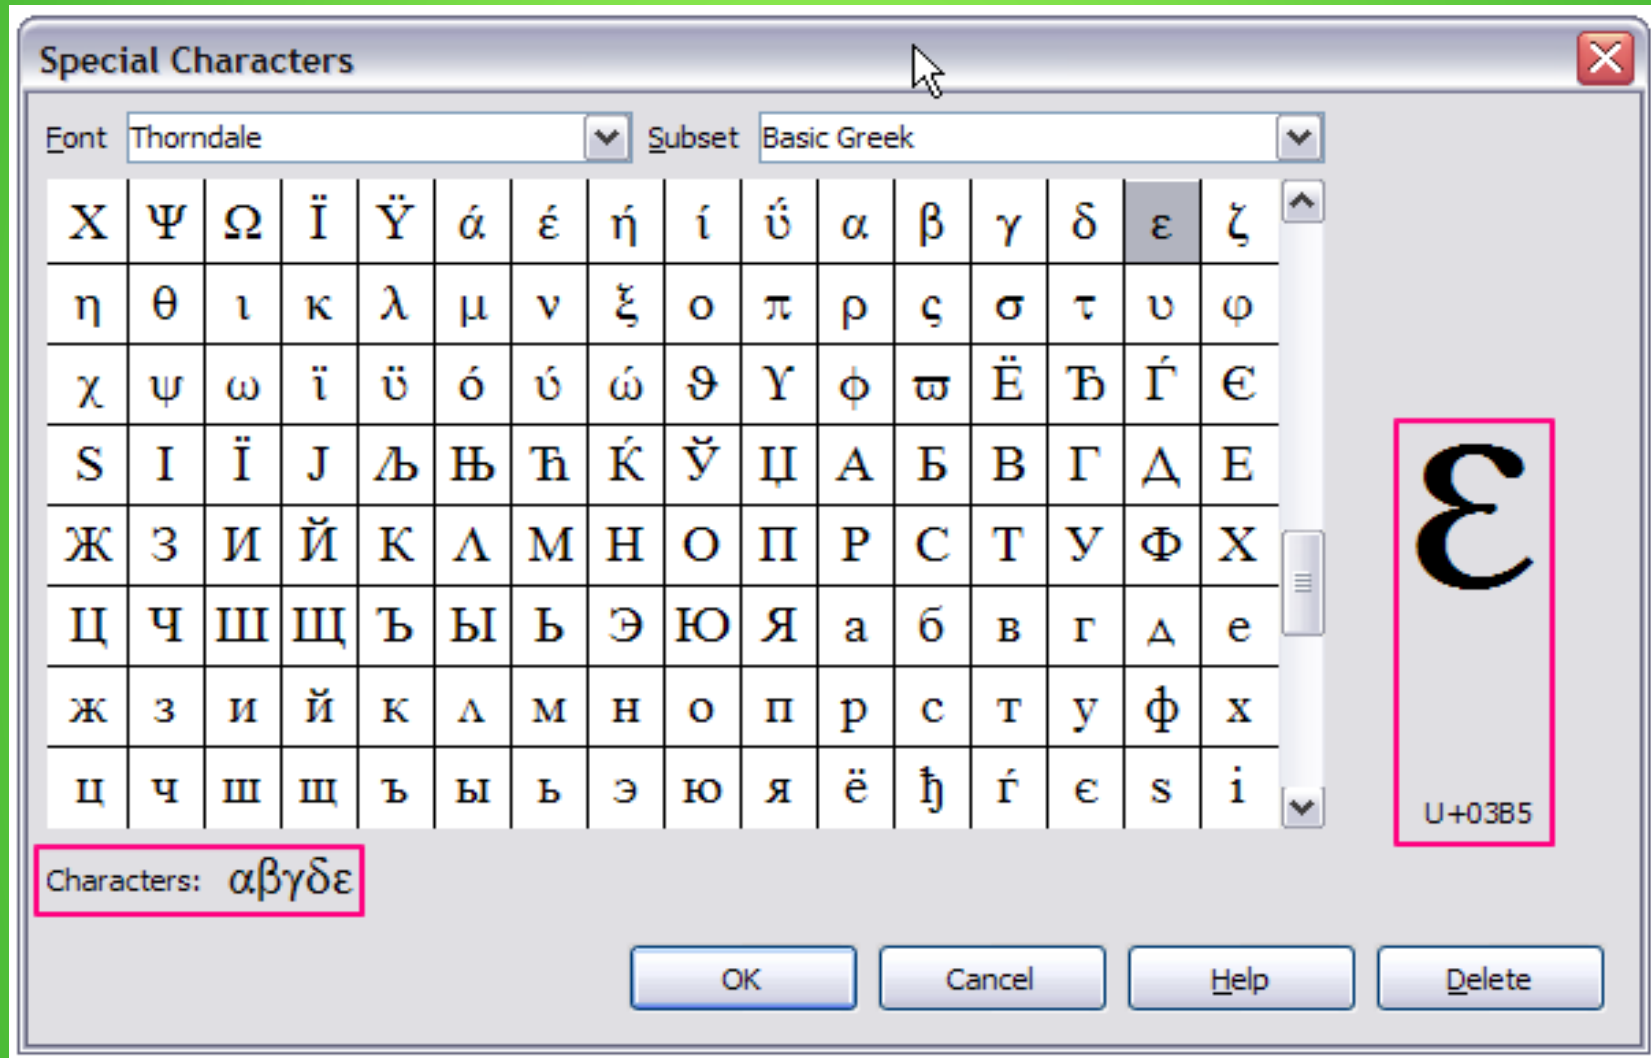 Special Characters
Font Thorndale Subset Basic Greek
Χ Ψ Ω Ϊ Ϋ ά έ ή ί ΰ α β γ δ ε ζ
η θ ι κ λ μ ν ξ ο π ρ ς σ τ υ φ
χ ψ ω ϊ ϋ ό ύ ώ ϑ ϒ ϕ ϖ Ё Ђ Ѓ Є
Ѕ І Ї Ј Љ Њ Ћ Ќ Ў Џ А Б В Г Д Е
Ж З И Й К Л М Н О П Р С Т У Ф Х
Ц Ч Ш Щ Ъ Ы Ь Э Ю Я а б в г д е
ж з и й к л м н о п р с т у ф х
ц ч ш щ ъ ы ь э ю я ё ђ ѓ є ѕ і
ε
U+03B5
Characters: αβγδε
OK Cancel Help Delete